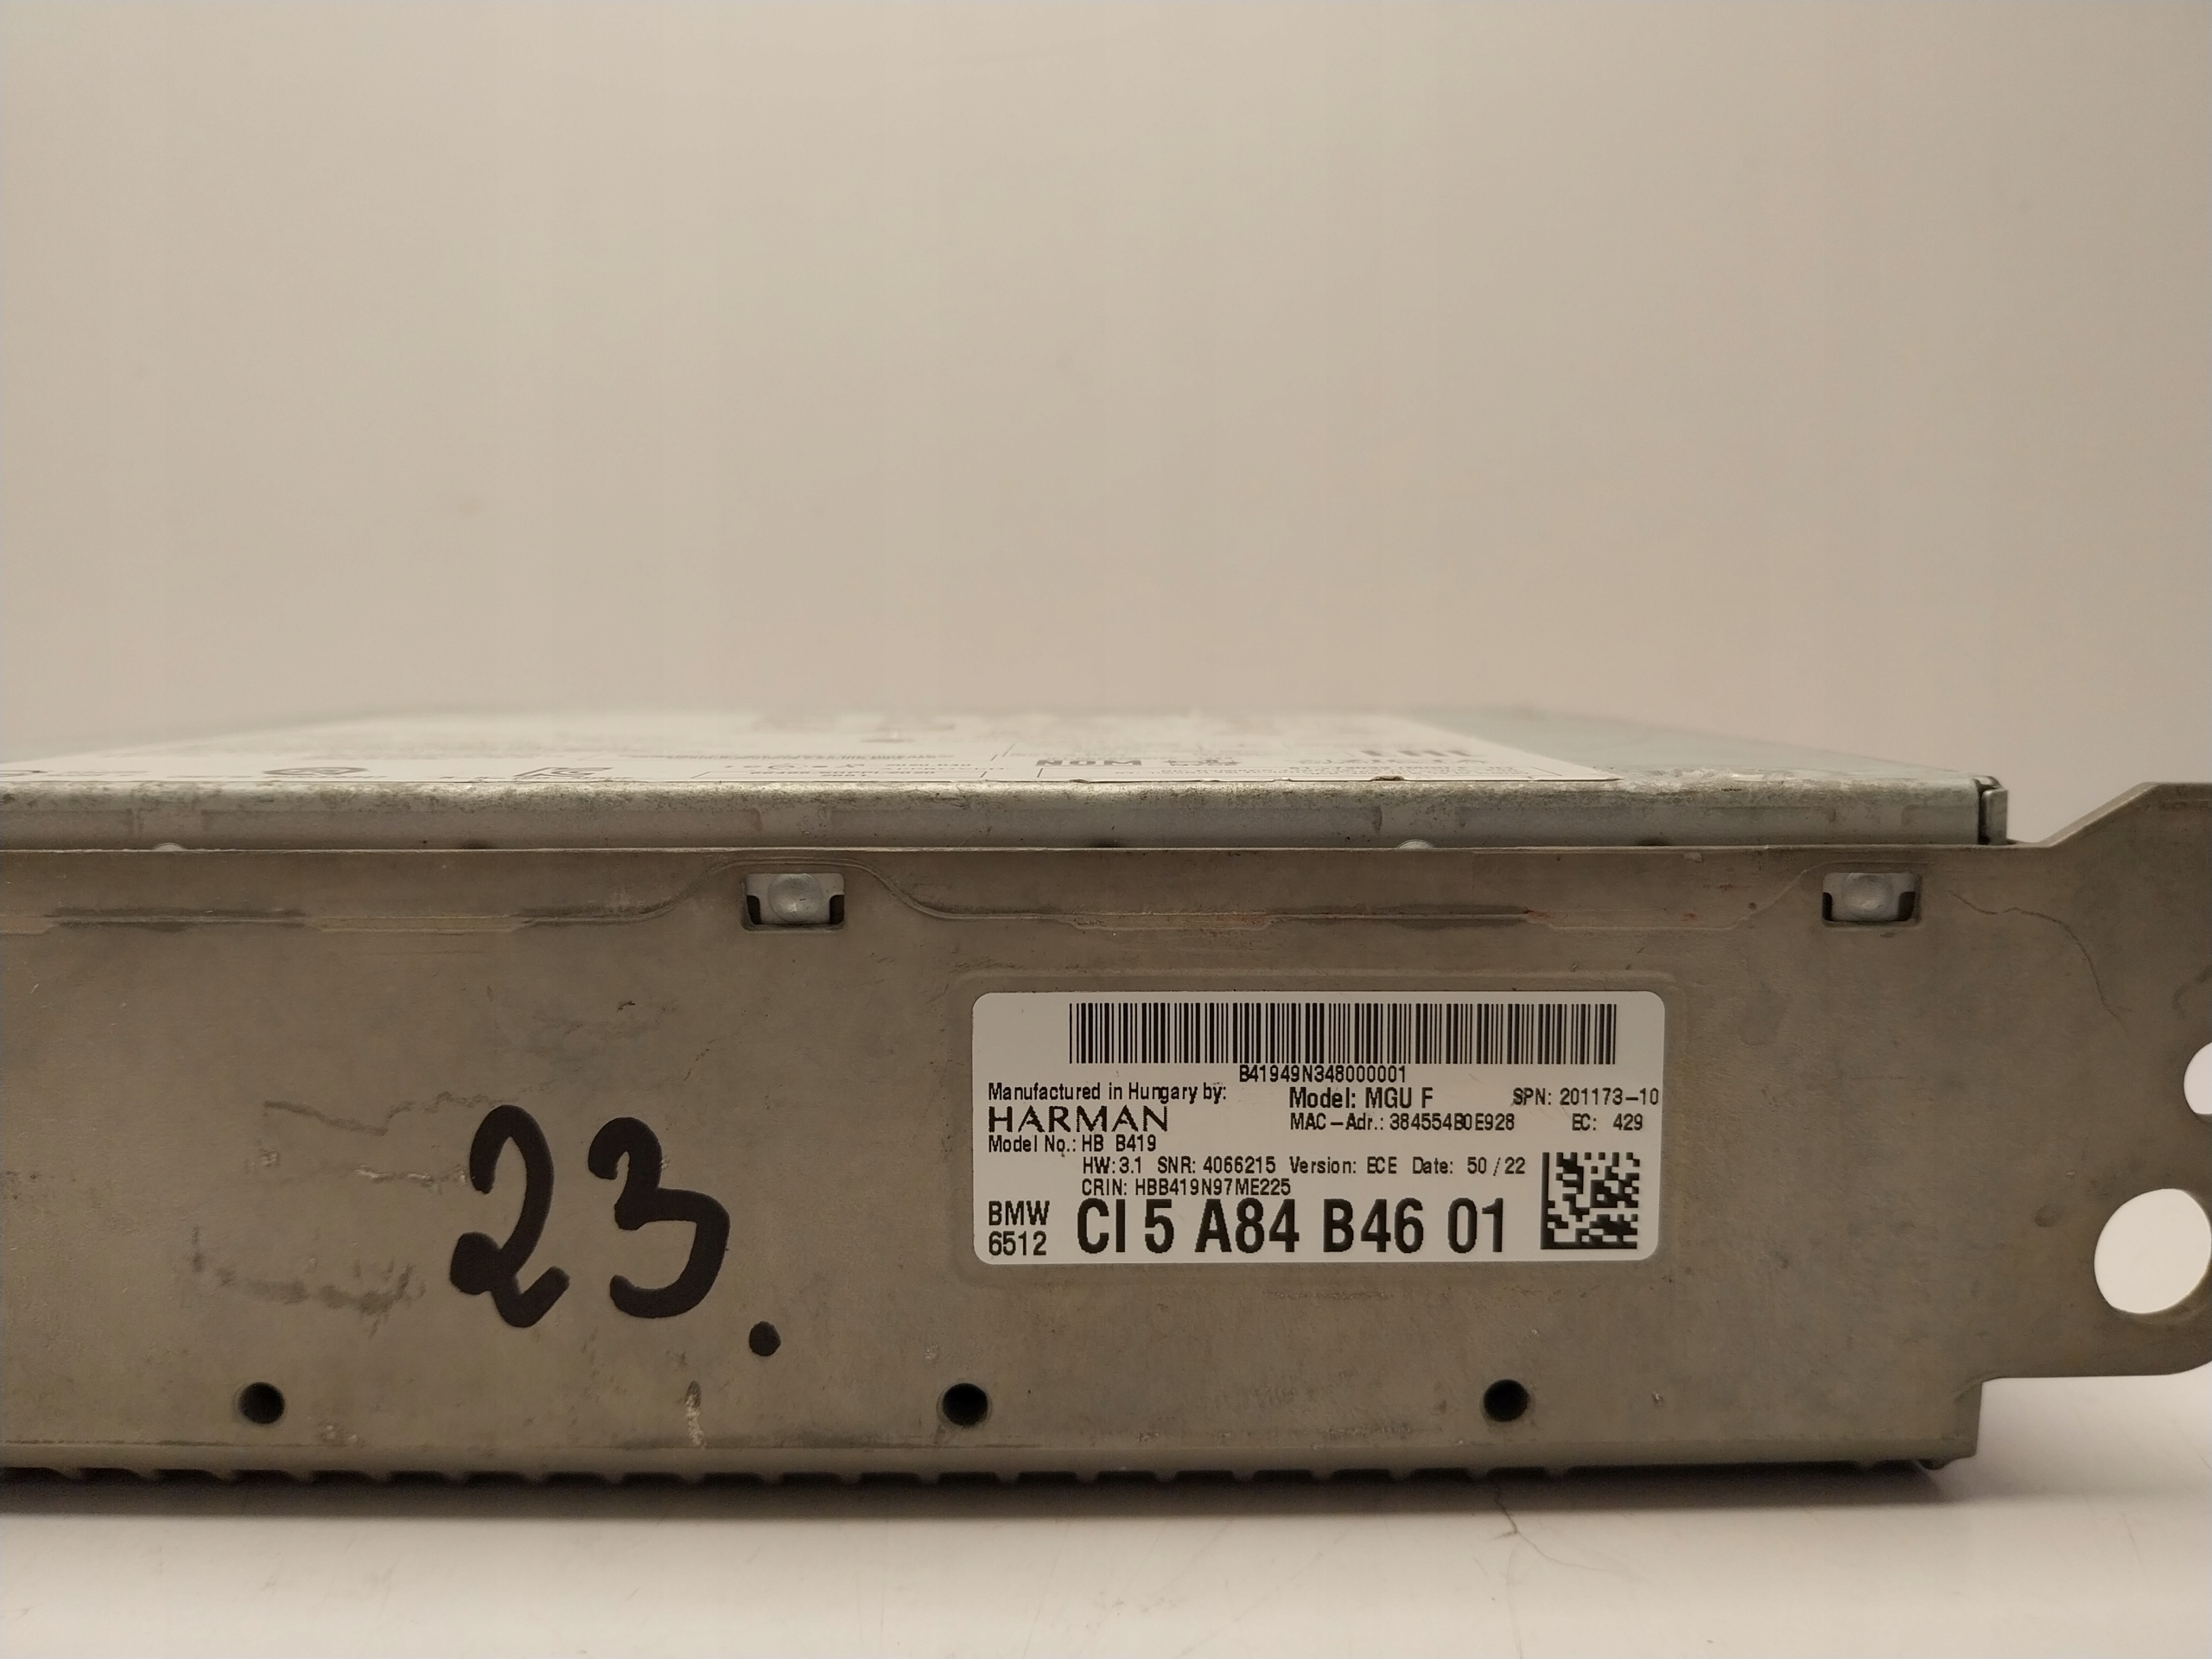 NOM
B41949N348000001
Manufactured in Hungary by:
HARMAN
Model No.: HB B419
Model: MGU F
SPN: 201173-10
MAC-Adr.: 384554B0E928
EC: 429
HW: 3.1 SNR: 4066215 Version: ECE Date: 50 / 22
CRIN: HBB419N97ME225
BMW
6512
CI 5 A84 B46 01
23.